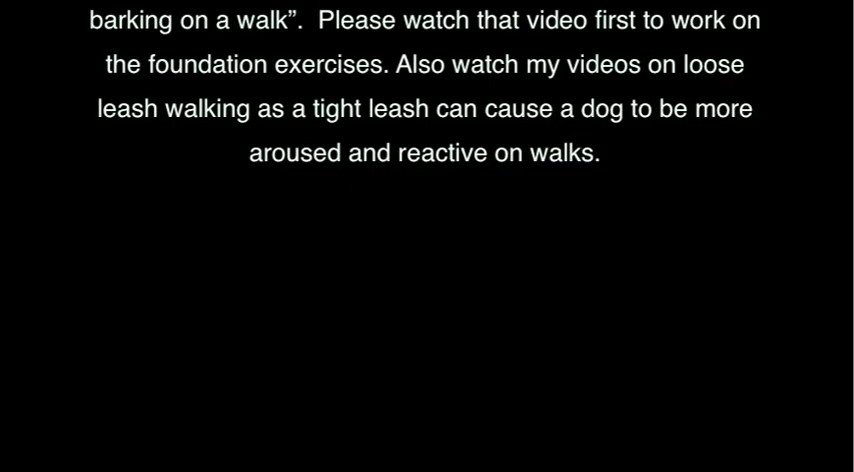 barking on a walk”.  Please watch that video first to work on
the foundation exercises. Also watch my videos on loose
leash walking as a tight leash can cause a dog to be more
aroused and reactive on walks.